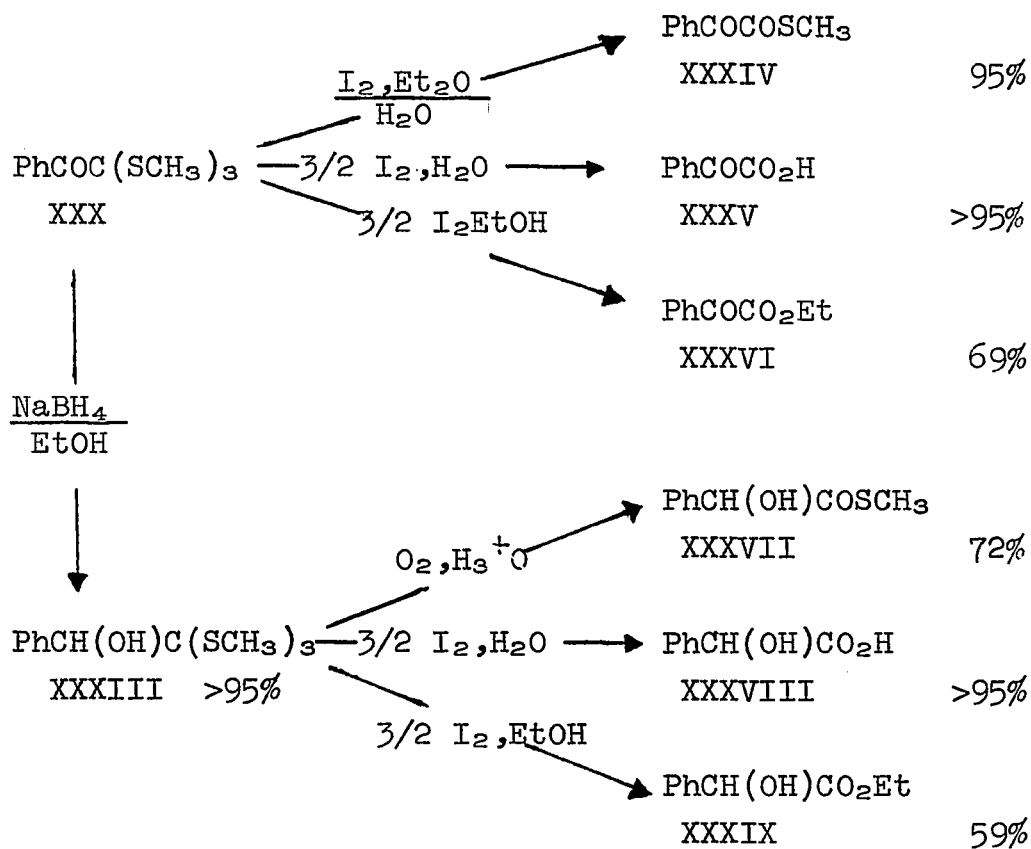 PhCOCOSCH₃
XXXIV 95%
I₂,Et₂O
H₂O
PhCOC(SCH₃)₃ 3/2 I₂,H₂O PhCOCO₂H
XXX XXXV >95%
3/2 I₂EtOH
PhCOCO₂Et
XXXVI 69%
NaBH₄
EtOH
PhCH(OH)COSCH₃
XXXVII 72%
O₂,H₃⁺O
PhCH(OH)C(SCH₃)₃ 3/2 I₂,H₂O PhCH(OH)CO₂H
XXXIII >95% XXXVIII >95%
3/2 I₂,EtOH
PhCH(OH)CO₂Et
XXXIX 59%